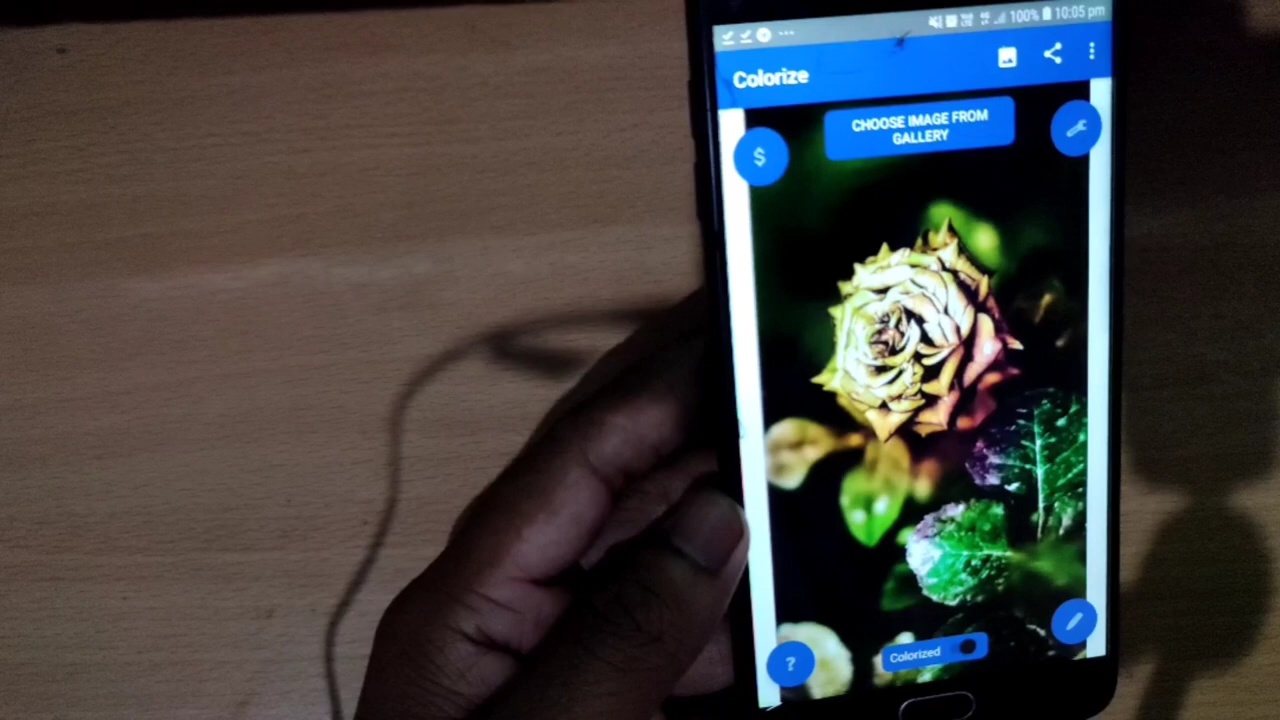 100% 10:05 pm
Colorize
CHOOSE IMAGE FROM
GALLERY
$
Colorized
?